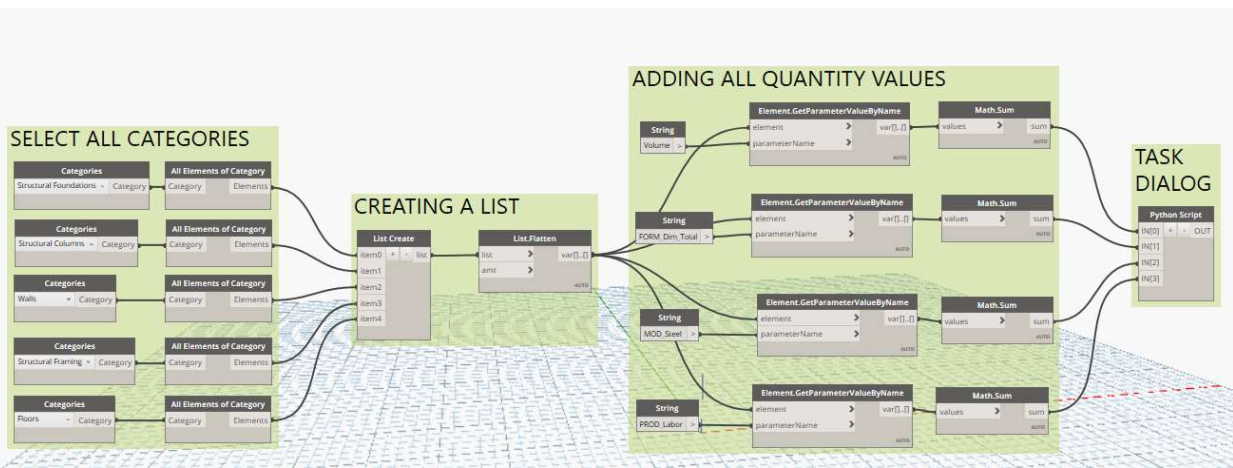 SELECT ALL CATEGORIES
Categories
Structural Foundations Category
All Elements of Category
Category Elements
Categories
Structural Columns Category
All Elements of Category
Category Elements
Categories
Walls Category
All Elements of Category
Category Elements
Categories
Structural Framing Category
All Elements of Category
Category Elements
Categories
Floors Category
All Elements of Category
Category Elements
CREATING A LIST
List Create
item0 + - list
item1
item2
item3
item4
List.Flatten
list > var[]..[]
amt >
AUTO
ADDING ALL QUANTITY VALUES
String
Volume >
Element.GetParameterValueByName
element > var[]..[]
parameterName >
AUTO
Math.Sum
values > sum
AUTO
String
FORM_Dim_Total >
Element.GetParameterValueByName
element > var[]..[]
parameterName >
AUTO
Math.Sum
values > sum
AUTO
String
MOD_Steel >
Element.GetParameterValueByName
element > var[]..[]
parameterName >
AUTO
Math.Sum
values > sum
AUTO
String
PROD_Labor >
Element.GetParameterValueByName
element > var[]..[]
parameterName >
AUTO
Math.Sum
values > sum
AUTO
TASK
DIALOG
Python Script
IN[0] + - OUT
IN[1]
IN[2]
IN[3]